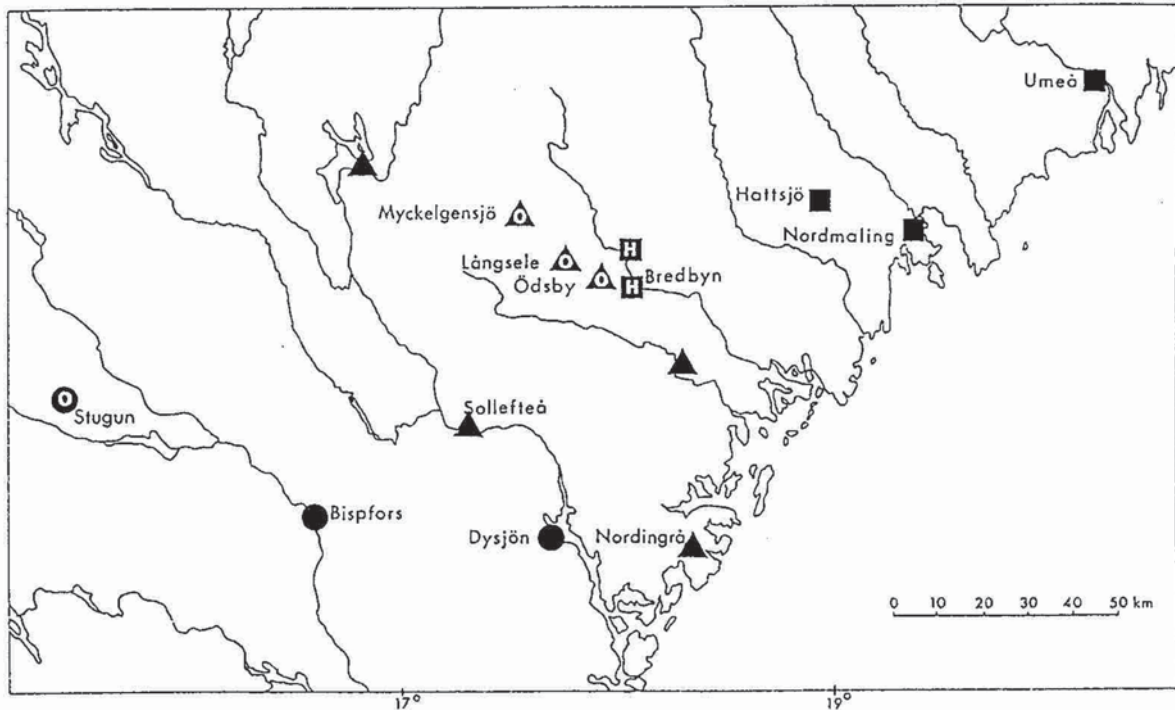 Umeå
Hattsjö
Myckelgensjö
Nordmaling
H
Långsele
Bredbyn
Ödsby
H
Stugun
Sollefteå
Bispfors
Dysjön
Nordingrå
0 10 20 30 40 50 km
17° 19°